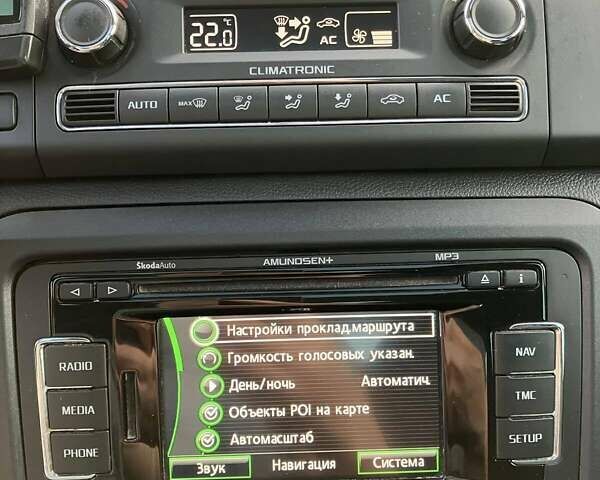 22.0 °C
AC
CLIMATRONIC
AUTO MAX AC
ŠkodaAuto AMUNDSEN+ MP3
i
RADIO
MEDIA
PHONE
Настройки проклад.маршрута
Громкость голосовых указан.
День/ночь Автоматич.
Объекты POI на карте
Автомасштаб
Звук Навигация Система
NAV
TMC
SETUP